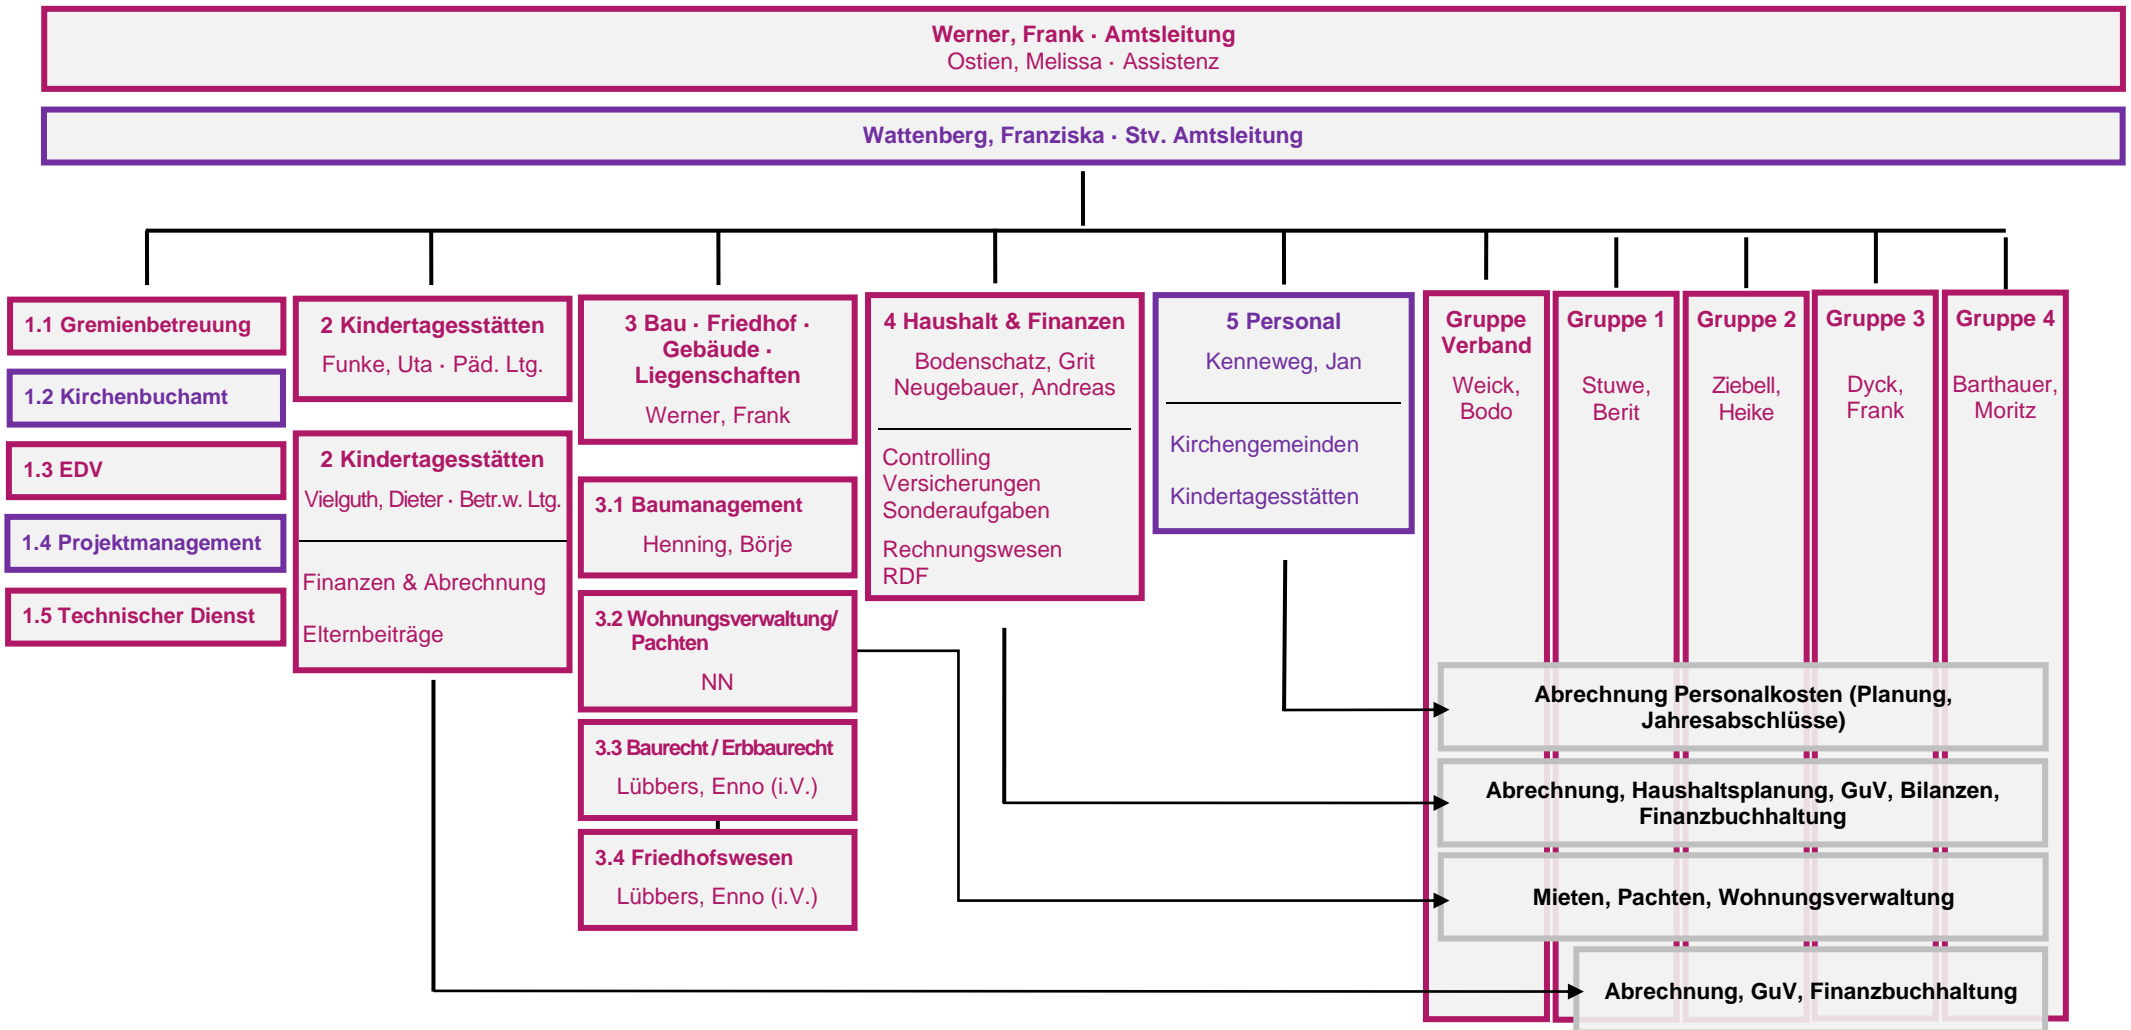 Werner, Frank · Amtsleitung
Ostien, Melissa · Assistenz
Wattenberg, Franziska · Stv. Amtsleitung
1.1 Gremienbetreuung
1.2 Kirchenbuchamt
1.3 EDV
1.4 Projektmanagement
1.5 Technischer Dienst
2 Kindertagesstätten
Funke, Uta · Päd. Ltg.
2 Kindertagesstätten
Vielguth, Dieter · Betr.w. Ltg.
Finanzen & Abrechnung
Elternbeiträge
3 Bau · Friedhof ·
Gebäude ·
Liegenschaften
Werner, Frank
3.1 Baumanagement
Henning, Börje
3.2 Wohnungsverwaltung/
Pachten
NN
3.3 Baurecht / Erbbaurecht
Lübbers, Enno (i.V.)
3.4 Friedhofswesen
Lübbers, Enno (i.V.)
4 Haushalt & Finanzen
Bodenschatz, Grit
Neugebauer, Andreas
Controlling
Versicherungen
Sonderaufgaben
Rechnungswesen
RDF
5 Personal
Kenneweg, Jan
Kirchengemeinden
Kindertagesstätten
Gruppe
Verband
Weick,
Bodo
Gruppe 1
Stuwe,
Berit
Gruppe 2
Ziebell,
Heike
Gruppe 3
Dyck,
Frank
Gruppe 4
Barthauer,
Moritz
Abrechnung Personalkosten (Planung,
Jahresabschlüsse)
Abrechnung, Haushaltsplanung, GuV, Bilanzen,
Finanzbuchhaltung
Mieten, Pachten, Wohnungsverwaltung
Abrechnung, GuV, Finanzbuchhaltung